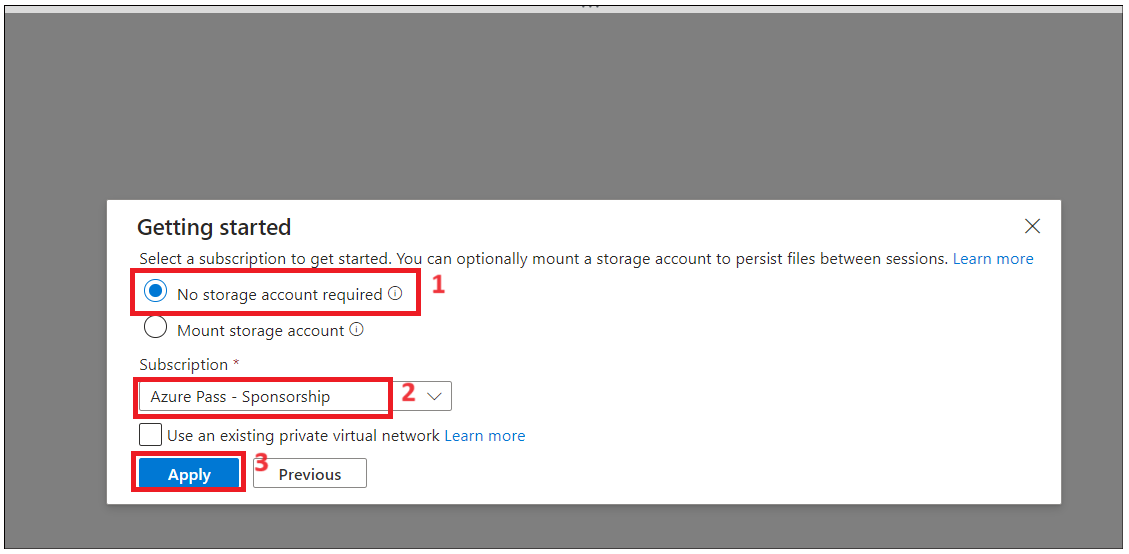 Getting started
Select a subscription to get started. You can optionally mount a storage account to persist files between sessions. Learn more
No storage account required 1
Mount storage account
Subscription *
Azure Pass - Sponsorship 2
Use an existing private virtual network Learn more
Apply 3 Previous